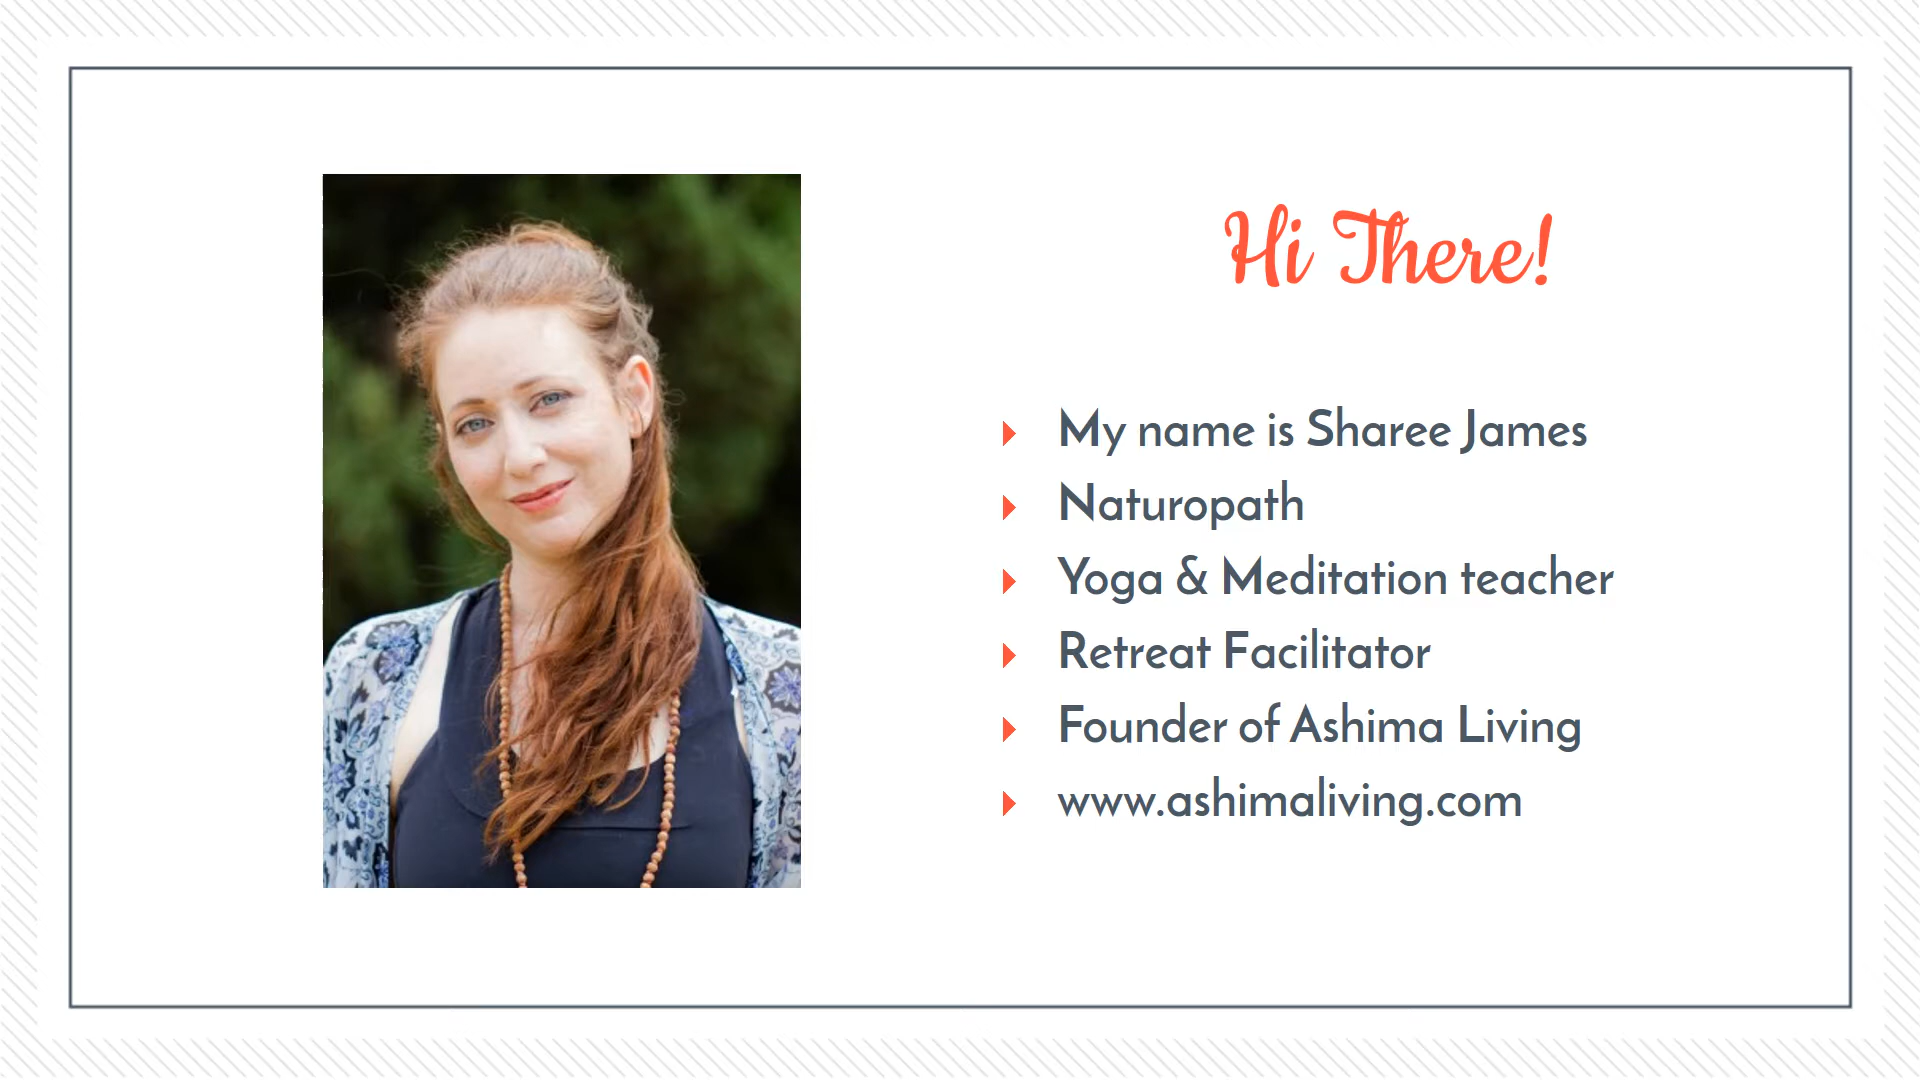 Hi There!
My name is Sharee James
Naturopath
Yoga & Meditation teacher
Retreat Facilitator
Founder of Ashima Living
www.ashimaliving.com